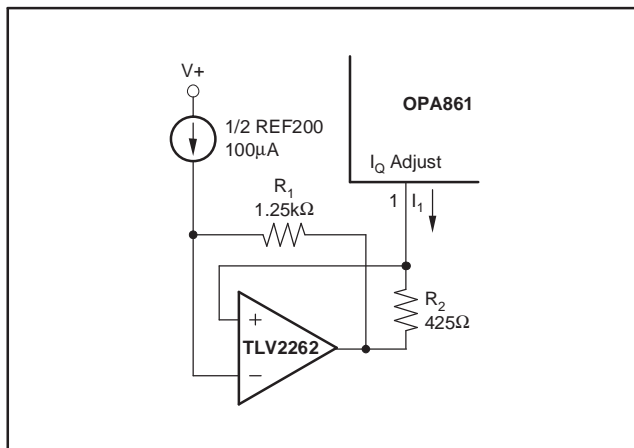 V+
OPA861
1/2 REF200
100µA
I_Q Adjust
R_1
1.25kΩ
1 I_1
R_2
425Ω
+
TLV2262
−